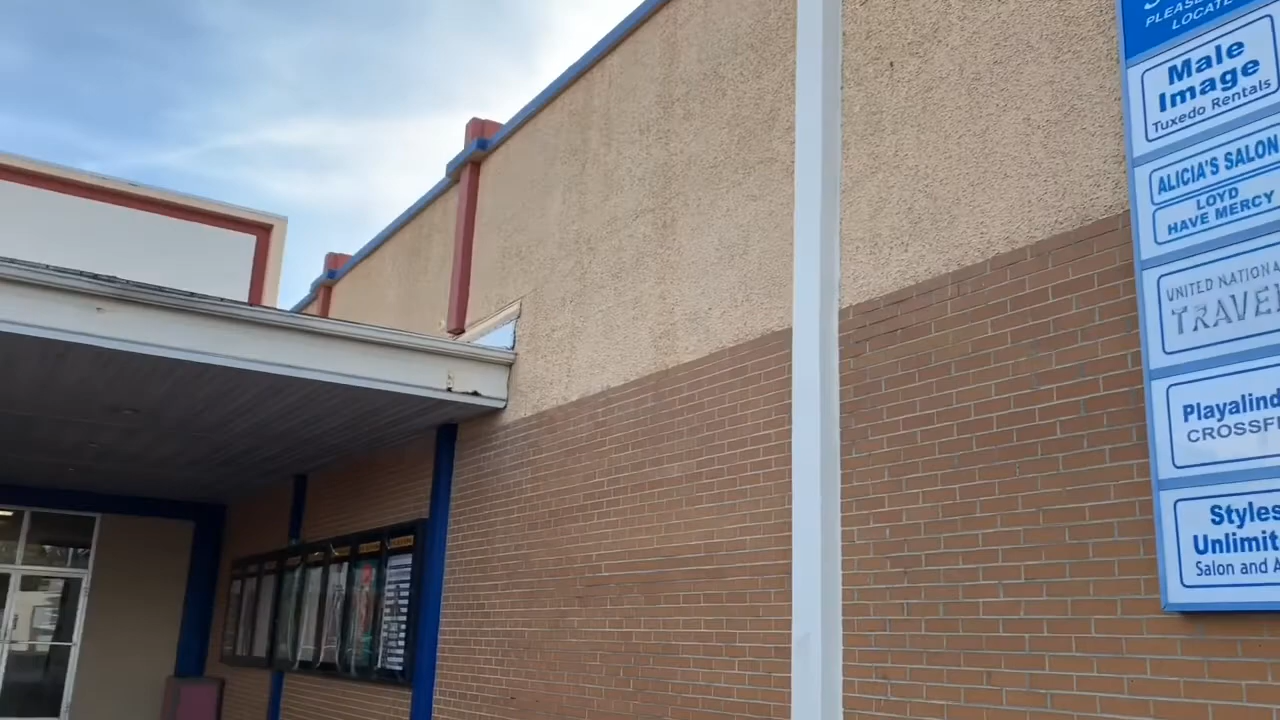 PLEASE
LOCATE
Male
Image
Tuxedo Rentals
ALICIA'S SALON
LOYD
HAVE MERCY
UNITED NATIONA
TRAVE
Playalind
CROSSF
Styles
Unlimit
Salon and A